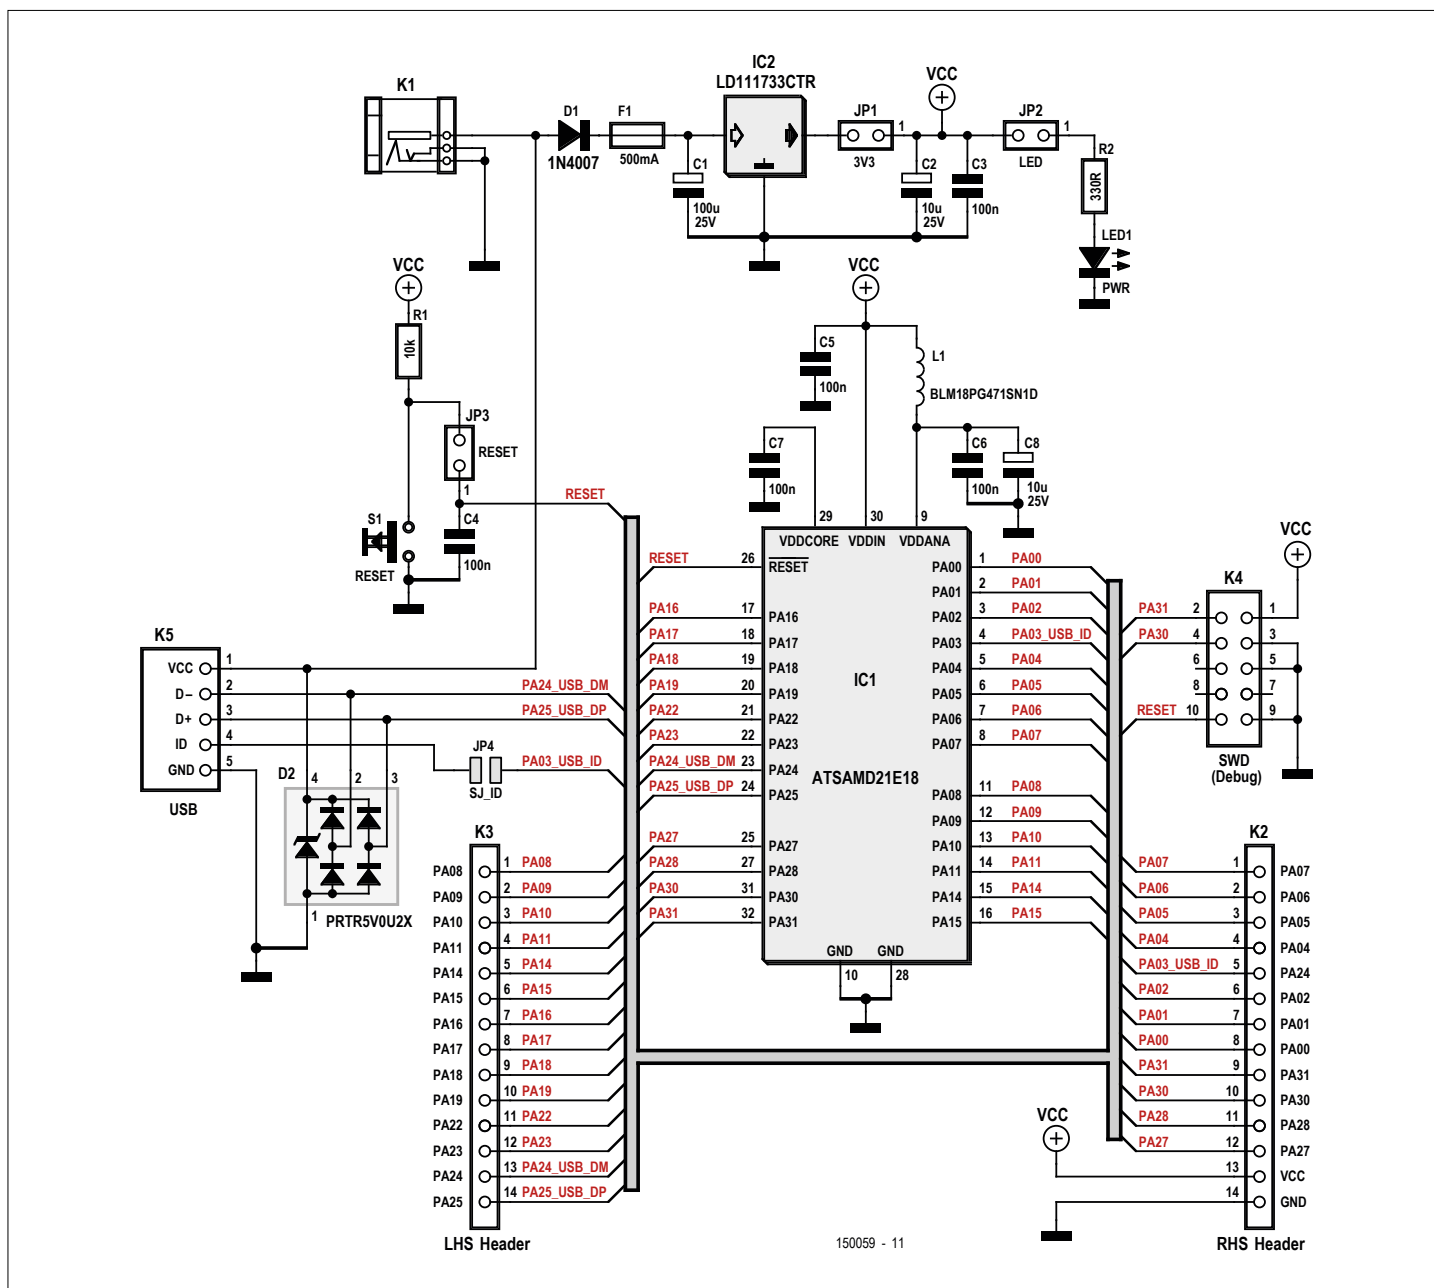 IC2
LD111733CTR
K1
VCC
D1
F1
JP1
1
JP2
1
1N4007
500mA
C1
3V3
C2
C3
LED
R2
330R
100u
25V
10u
25V
100n
LED1
PWR
VCC
VCC
R1
10k
C5
100n
L1
BLM18PG471SN1D
JP3
RESET
1
C7
100n
C6
100n
C8
10u
25V
RESET
S1
C4
RESET
100n
29
30
9
VDDCORE
VDDIN
VDDANA
VCC
RESET
26
RESET
PA16
17
PA16
PA17
18
PA17
PA18
19
PA18
PA19
20
PA19
PA22
21
PA22
PA23
22
PA23
PA24_USB_DM
23
PA24
PA25_USB_DP
24
PA25
PA27
25
PA27
PA28
27
PA28
PA30
31
PA30
PA31
32
PA31
IC1
ATSAMD21E18
PA00
1
PA00
PA01
2
PA01
PA02
3
PA02
PA03
4
PA03_USB_ID
PA04
5
PA04
PA05
6
PA05
PA06
7
PA06
PA07
8
PA07
PA08
11
PA08
PA09
12
PA09
PA10
13
PA10
PA11
14
PA11
PA14
15
PA14
PA15
16
PA15
GND
GND
10
28
K4
PA31
2
1
PA30
4
3
6
5
8
7
RESET
10
9
SWD
(Debug)
K5
VCC
1
D−
2
PA24_USB_DM
D+
3
PA25_USB_DP
ID
4
GND
5
USB
JP4
SJ_ID
PA03_USB_ID
D2
4
2
3
1
PRTR5V0U2X
K3
PA08
1
PA08
PA09
2
PA09
PA10
3
PA10
PA11
4
PA11
PA14
5
PA14
PA15
6
PA15
PA16
7
PA16
PA17
8
PA17
PA18
9
PA18
PA19
10
PA19
PA22
11
PA22
PA23
12
PA23
PA24
13
PA24_USB_DM
PA25
14
PA25_USB_DP
LHS Header
K2
PA07
1
PA07
PA06
2
PA06
PA05
3
PA05
PA04
4
PA04
PA03_USB_ID
5
PA24
PA02
6
PA02
PA01
7
PA01
PA00
8
PA00
PA31
9
PA31
PA30
10
PA30
PA28
11
PA28
PA27
12
PA27
VCC
13
VCC
14
GND
RHS Header
150059 - 11